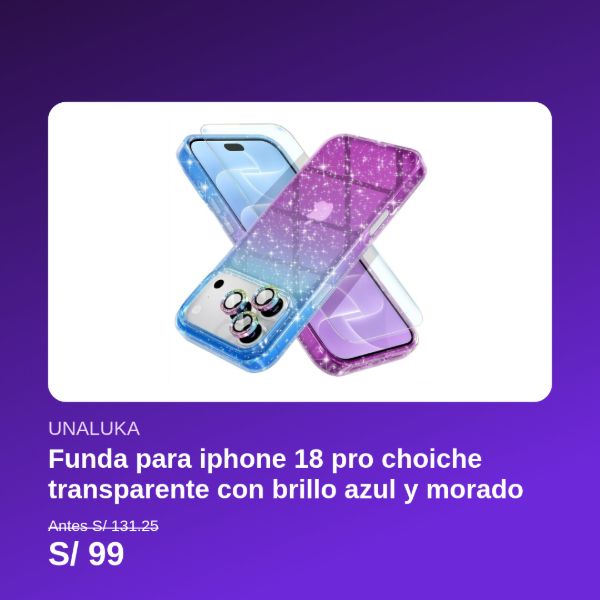 UNALUKA
Funda para iphone 18 pro choiche
transparente con brillo azul y morado
Antes S/ 131.25
S/ 99